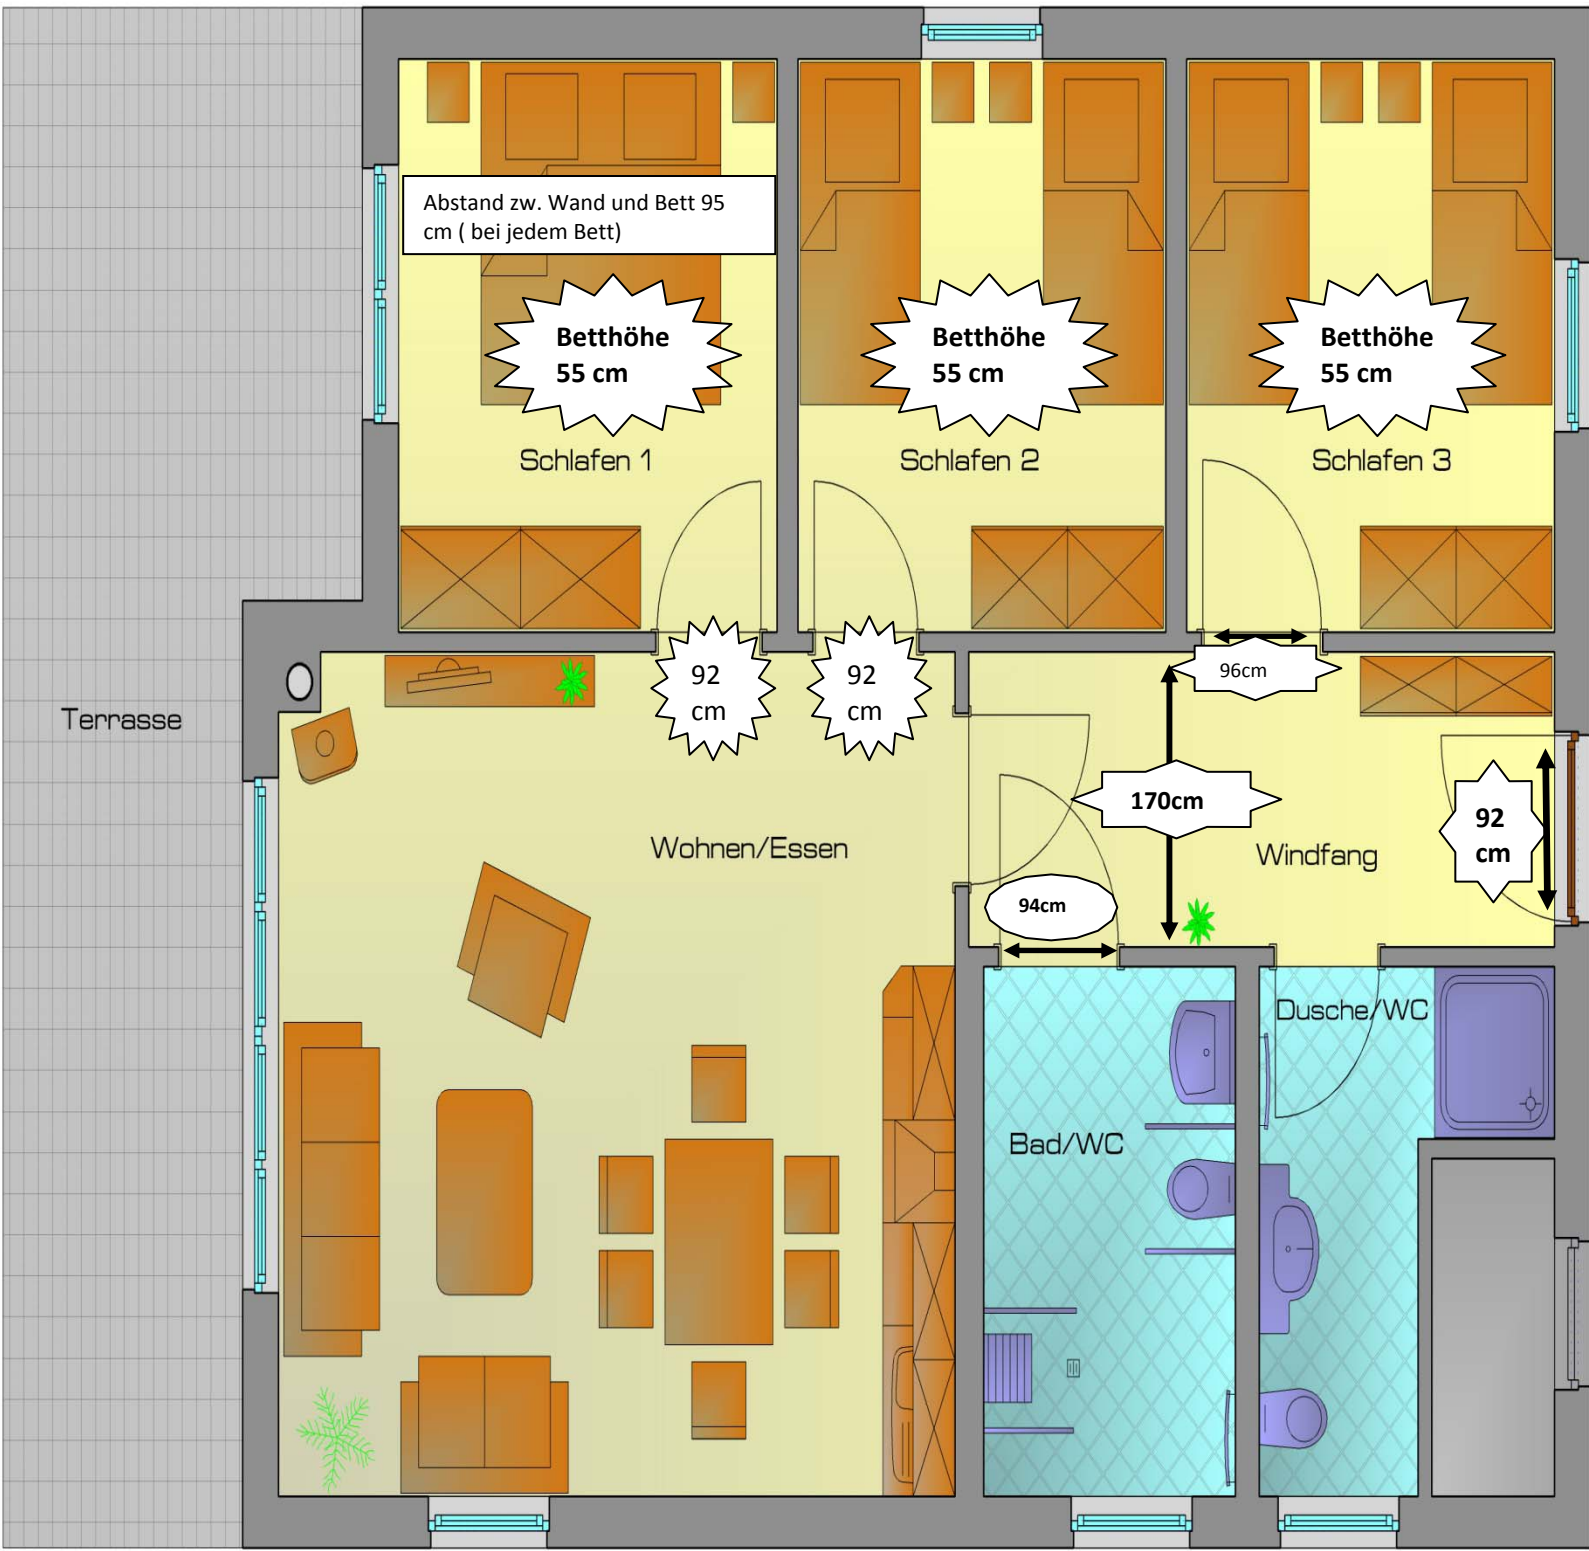 Abstand zw. Wand und Bett 95
cm ( bei jedem Bett)
Betthöhe
55 cm
Betthöhe
55 cm
Betthöhe
55 cm
Schlafen 1
Schlafen 2
Schlafen 3
92
cm
92
cm
96cm
Terrasse
170cm
92
cm
Wohnen/Essen
Windfang
94cm
Dusche/WC
Bad/WC